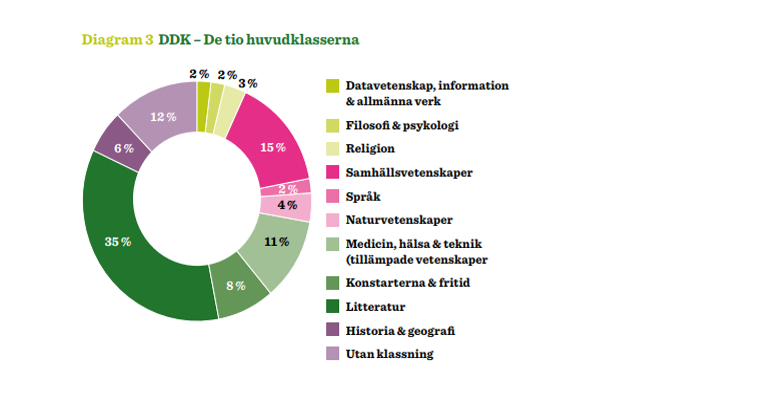 Diagram 3 DDK – De tio huvudklasserna
2 %
2 %
3 %
15 %
2 %
4 %
11 %
8 %
35 %
6 %
12 %
Datavetenskap, information
& allmänna verk
Filosofi & psykologi
Religion
Samhällsvetenskaper
Språk
Naturvetenskaper
Medicin, hälsa & teknik
(tillämpade vetenskaper
Konstarterna & fritid
Litteratur
Historia & geografi
Utan klassning